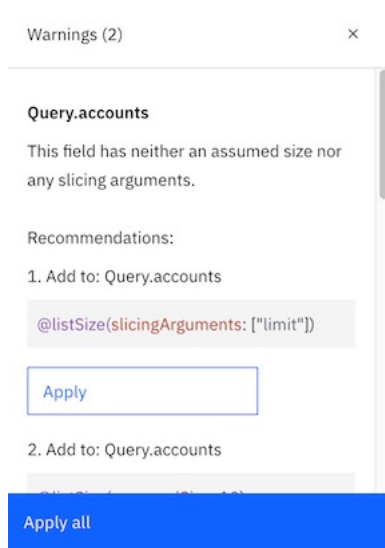 Warnings (2)
Query.accounts
This field has neither an assumed size nor
any slicing arguments.
Recommendations:
1. Add to: Query.accounts
@listSize(slicingArguments: ["limit"])
Apply
2. Add to: Query.accounts
Apply all